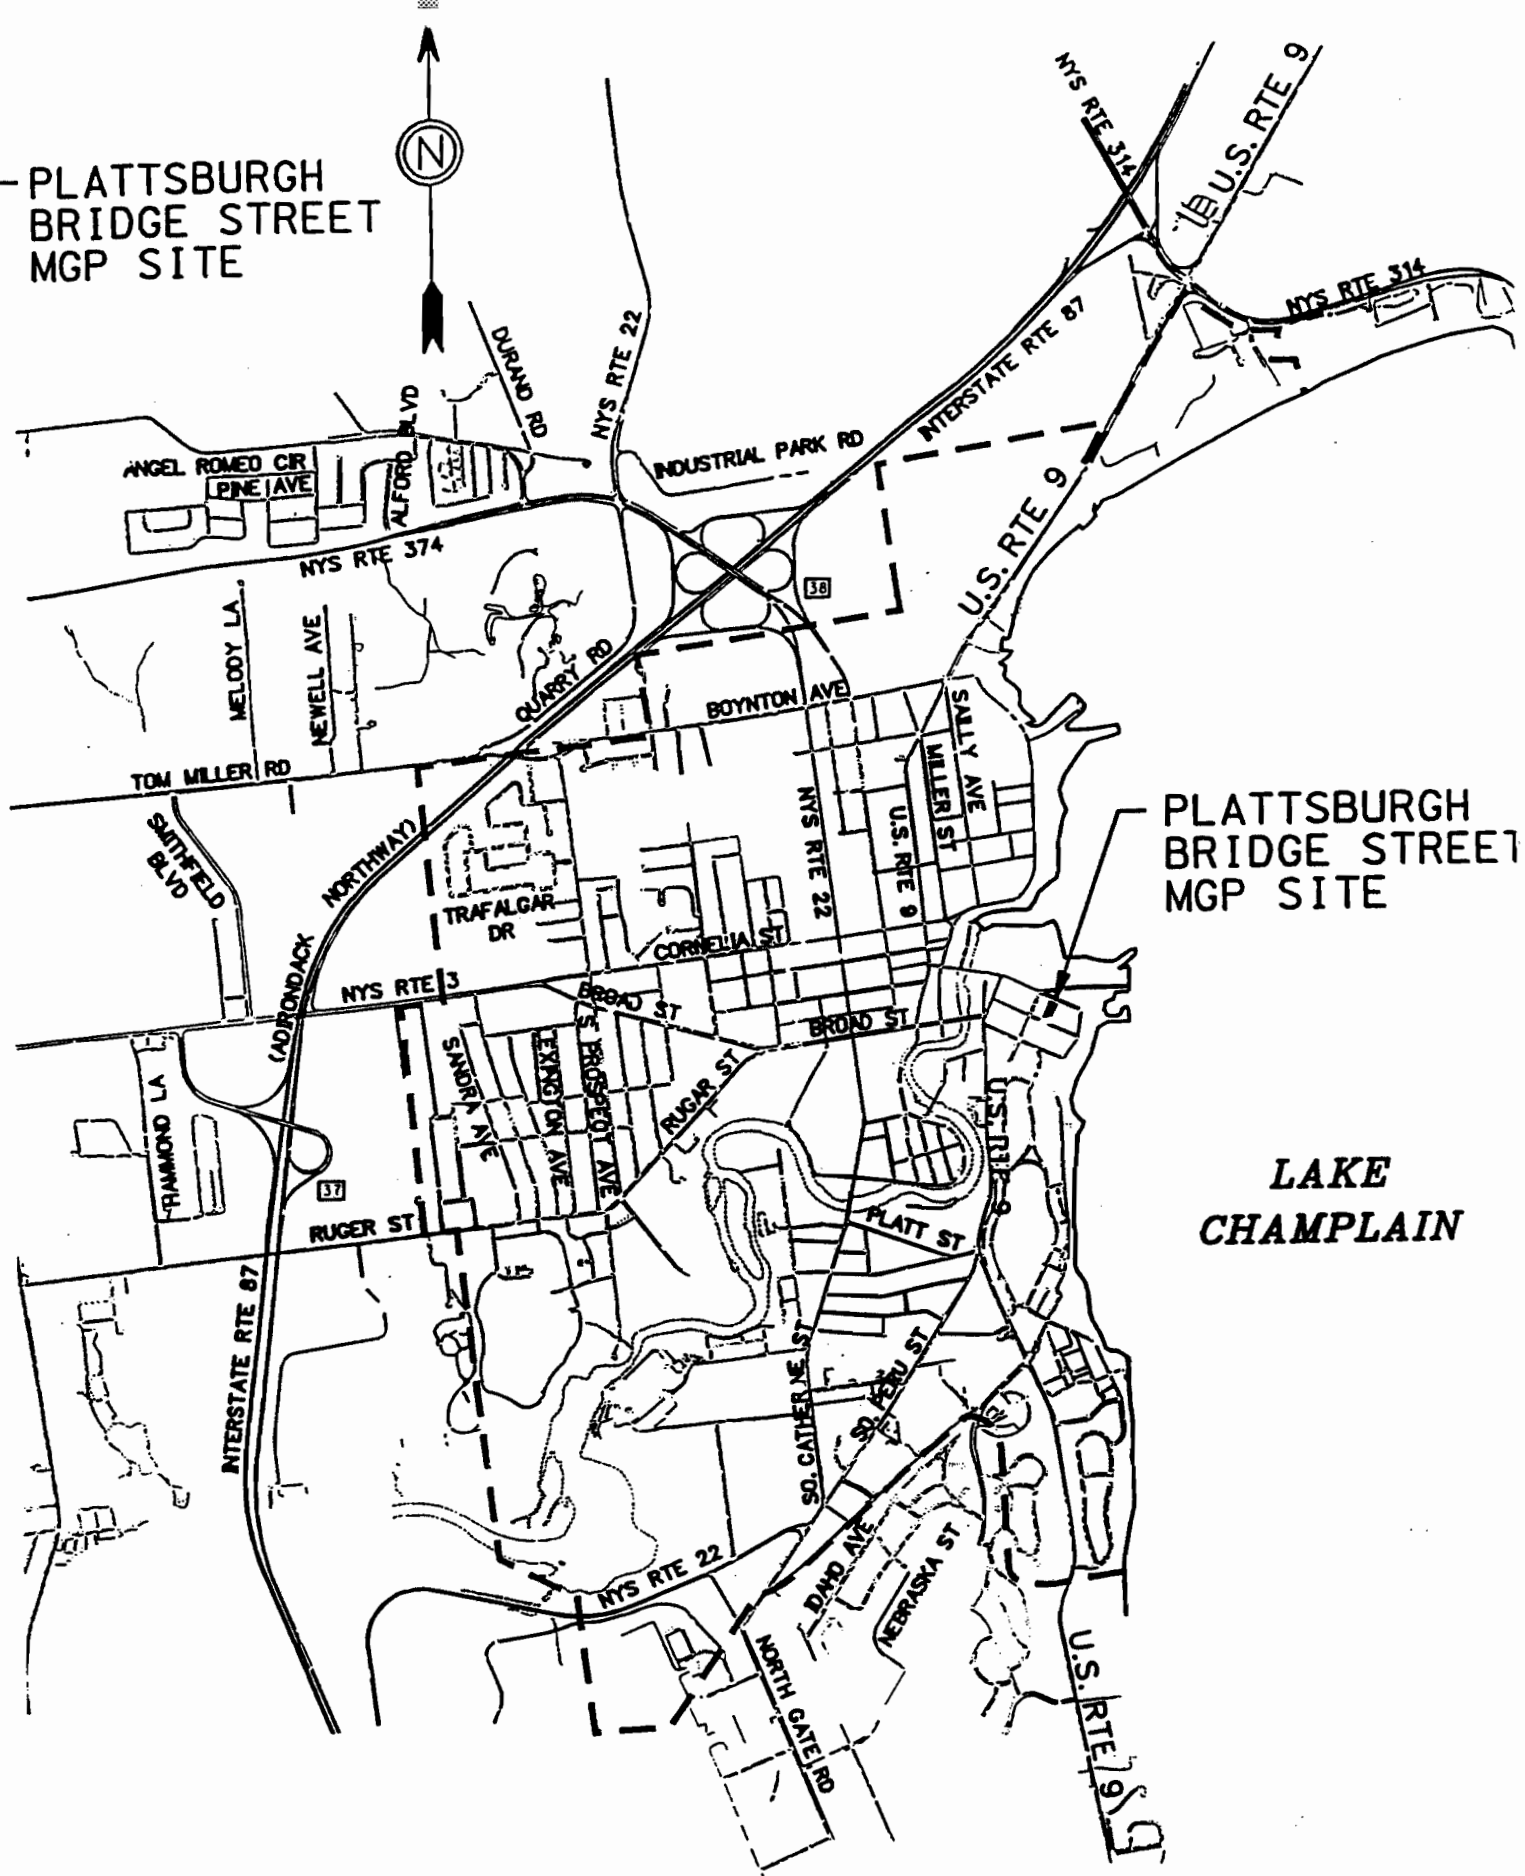 NYS RTE 314
U.S. RTE 9
N
PLATTSBURGH
BRIDGE STREET
MGP SITE
NYS RTE 314
DURAND RD
NYS RTE 22
INTERSTATE RTE 87
BLVD
ALFORD
INDUSTRIAL PARK RD
ANGEL ROMEO CIR
PINE AVE
U.S. RTE 9
NYS RTE 374
38
MELODY LA.
NEWELL AVE
QUARRY RD
BOYNTON AVE
SALLY AVE
MILLER ST
TOM MILLER RD
NYS RTE 22
U.S. RTE 9
PLATTSBURGH
BRIDGE STREET
MGP SITE
SMITHFIELD
BLVD
NORTHWAY)
(ADIRONDACK
TRAFALGAR
DR
CORNELIA ST
NYS RTE 3
BROAD ST
BROAD ST
SANDRA AVE
LEXINGTON AVE
S PROSPECT AVE
RUGAR ST
U.S. RTE 9
HAMMOND LA
37
LAKE
CHAMPLAIN
RUGER ST
PLATT ST
INTERSTATE RTE 87
SO. CATHERINE ST
SO. PERU ST
IDAHO AVE
NEBRASKA ST
NYS RTE 22
NORTH GATE RD
U.S. RTE 9